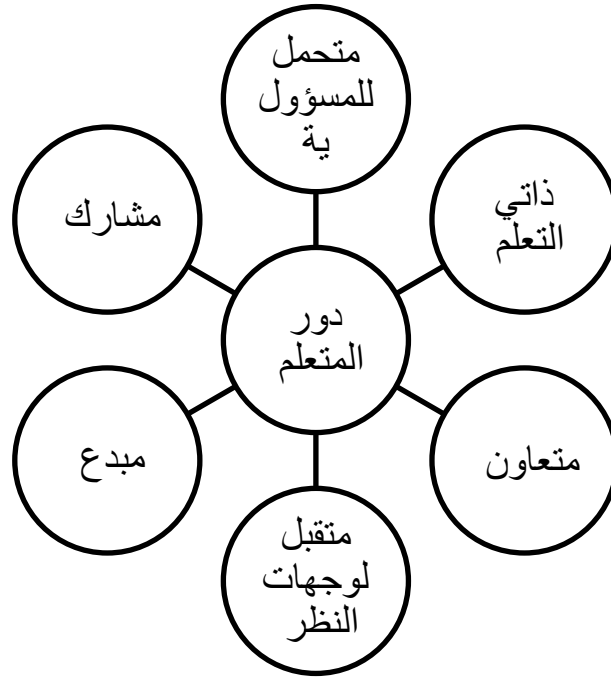 متحمل
للمسؤول
ية
ذاتي
التعلم
مشارك
دور
المتعلم
متعاون
مبدع
متقبل
لوجهات
النظر